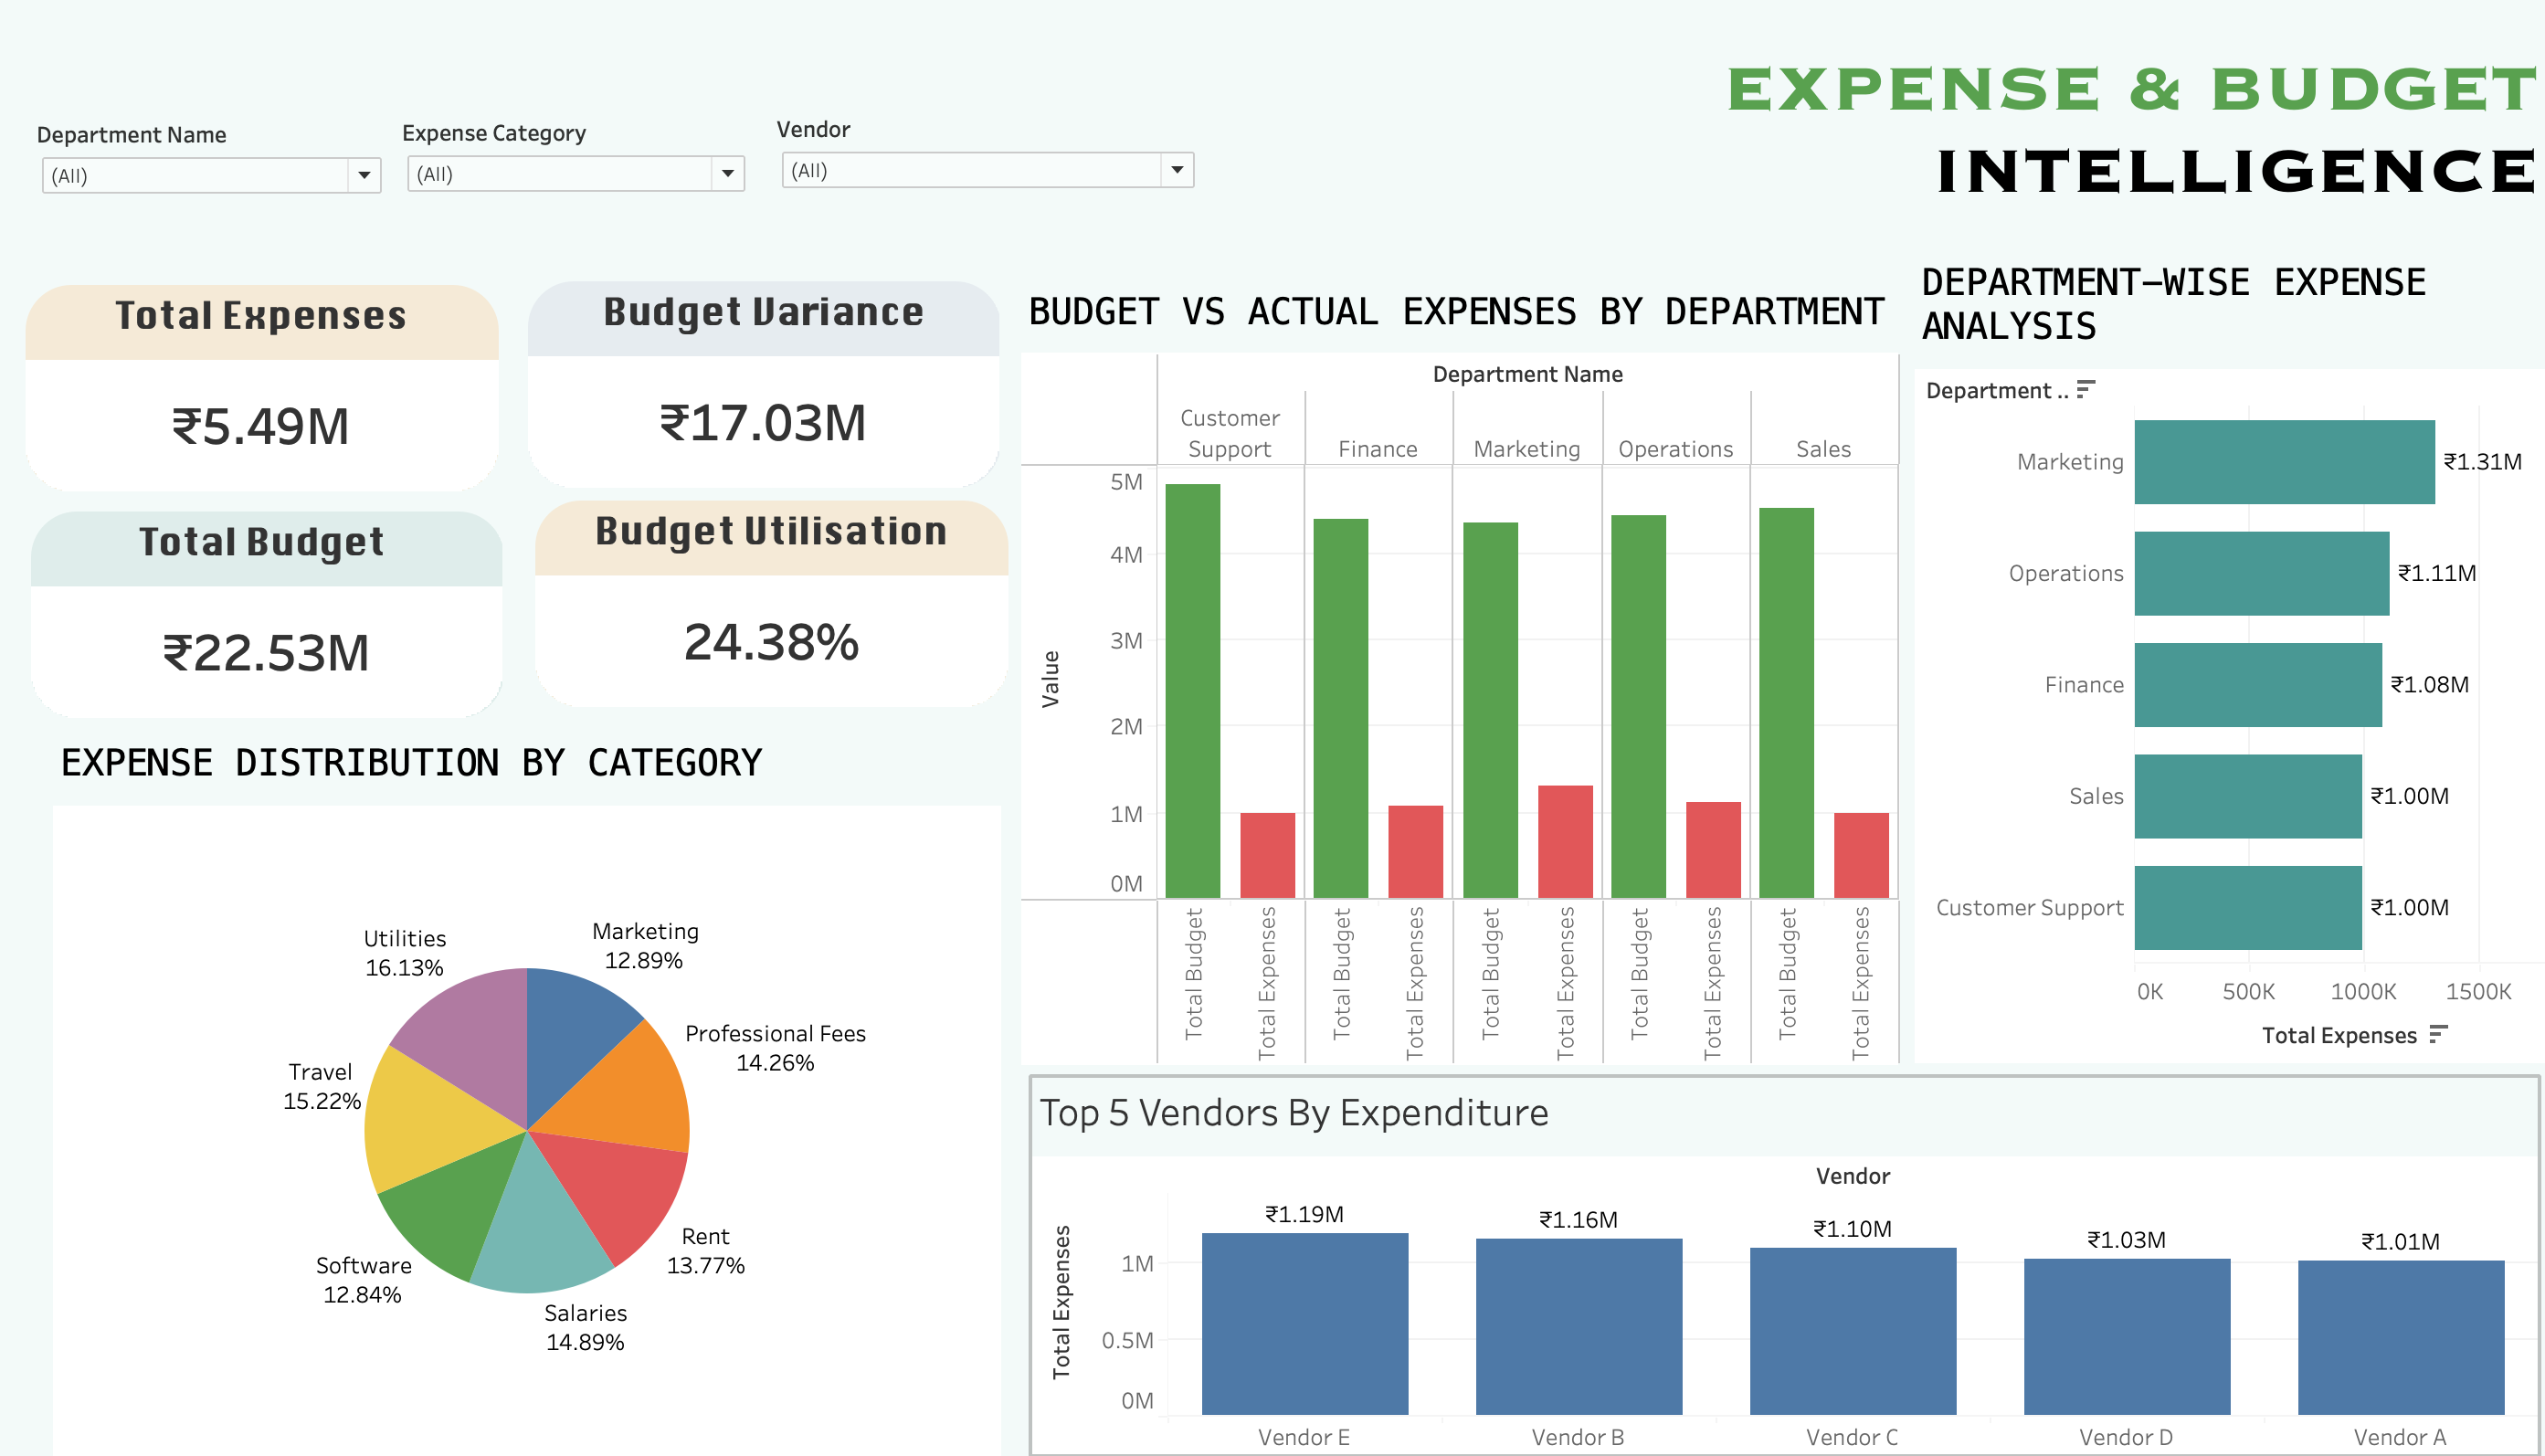 EXPENSE & BUDGET
INTELLIGENCE
Department Name
(All)
Expense Category
(All)
Vendor
(All)
Total Expenses
₹5.49M
Budget Variance
₹17.03M
Total Budget
₹22.53M
Budget Utilisation
24.38%
EXPENSE DISTRIBUTION BY CATEGORY
Utilities
16.13%
Marketing
12.89%
Professional Fees
14.26%
Travel
15.22%
Rent
13.77%
Software
12.84%
Salaries
14.89%
BUDGET VS ACTUAL EXPENSES BY DEPARTMENT
Department Name
Customer
Support
Finance
Marketing
Operations
Sales
Value
5M
4M
3M
2M
1M
0M
Total Budget
Total Expenses
Total Budget
Total Expenses
Total Budget
Total Expenses
Total Budget
Total Expenses
Total Budget
Total Expenses
DEPARTMENT-WISE EXPENSE
ANALYSIS
Department ..
Marketing ₹1.31M
Operations ₹1.11M
Finance ₹1.08M
Sales ₹1.00M
Customer Support ₹1.00M
0K 500K 1000K 1500K
Total Expenses
Top 5 Vendors By Expenditure
Vendor
Total Expenses
1M
0.5M
0M
₹1.19M
₹1.16M
₹1.10M
₹1.03M
₹1.01M
Vendor E
Vendor B
Vendor C
Vendor D
Vendor A